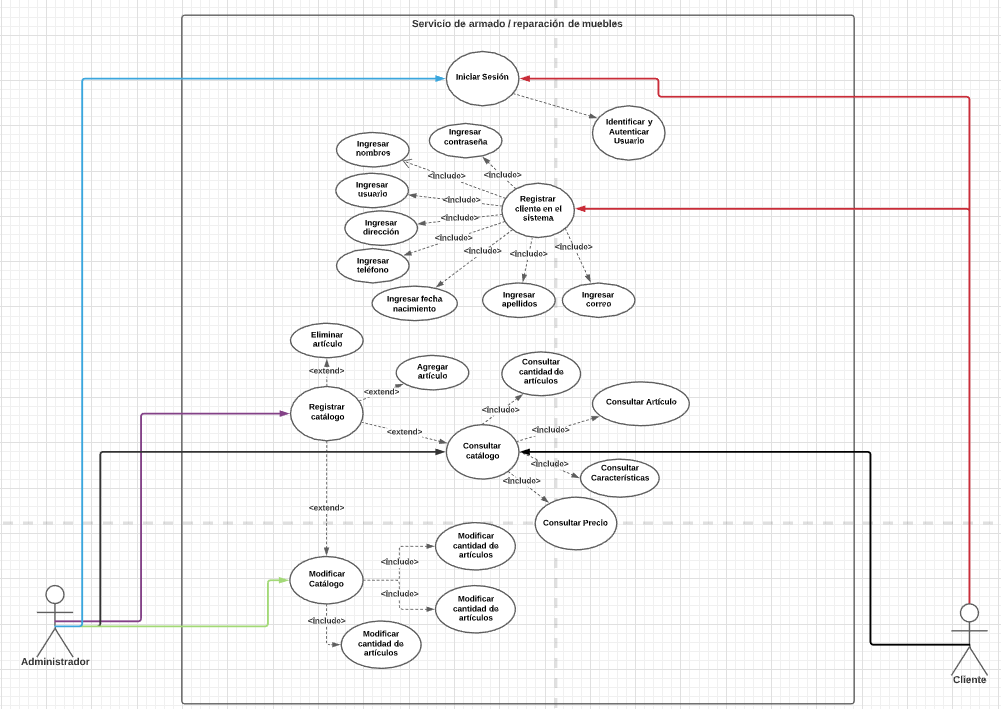 Servicio de armado / reparación de muebles
Iniciar Sesión
Identificar y
Autenticar
Usuario
Ingresar
contraseña
Ingresar
nombros
<include>
<include>
Ingresar
usuario
<include>
Registrar
cliente en el
sistema
Ingresar
dirección
<include>
<include>
<include>
<include>
<include>
Ingresar
teléfono
Ingresar fecha
nacimiento
Ingresar
apellidos
Ingresar
correo
Eliminar
artículo
<extend>
Agregar
artículo
<extend>
Consultar
cantidad de
artículos
Registrar
catálogo
<include>
Consultar Artículo
<extend>
<include>
Consultar
catálogo
<include>
Consultar
Características
<include>
<extend>
Consultar Precio
Modificar
cantidad de
artículos
<include>
Modificar
Catálogo
<include>
Modificar
cantidad de
artículos
<include>
Modificar
cantidad de
artículos
Administrador
Cliente